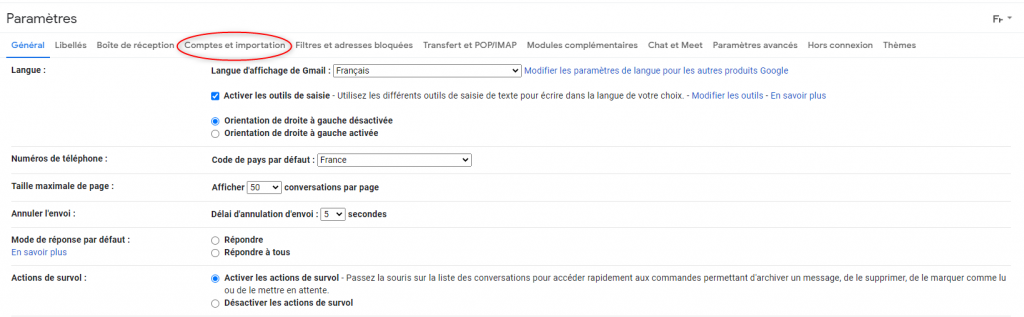 Paramètres
Général Libellés Boîte de réception Comptes et importation Filtres et adresses bloquées Transfert et POP/IMAP Modules complémentaires Chat et Meet Paramètres avancés Hors connexion Thèmes
Langue : Langue d'affichage de Gmail : Français Modifier les paramètres de langue pour les autres produits Google
Activer les outils de saisie - Utilisez les différents outils de saisie de texte pour écrire dans la langue de votre choix. - Modifier les outils - En savoir plus
Orientation de droite à gauche désactivée
Orientation de droite à gauche activée
Numéros de téléphone : Code de pays par défaut : France
Taille maximale de page : Afficher 50 conversations par page
Annuler l'envoi : Délai d'annulation d'envoi : 5 secondes
Mode de réponse par défaut : Répondre
En savoir plus Répondre à tous
Actions de survol : Activer les actions de survol - Passez la souris sur la liste des conversations pour accéder rapidement aux commandes permettant d'archiver un message, de le supprimer, de le marquer comme lu
ou de le mettre en attente.
Désactiver les actions de survol